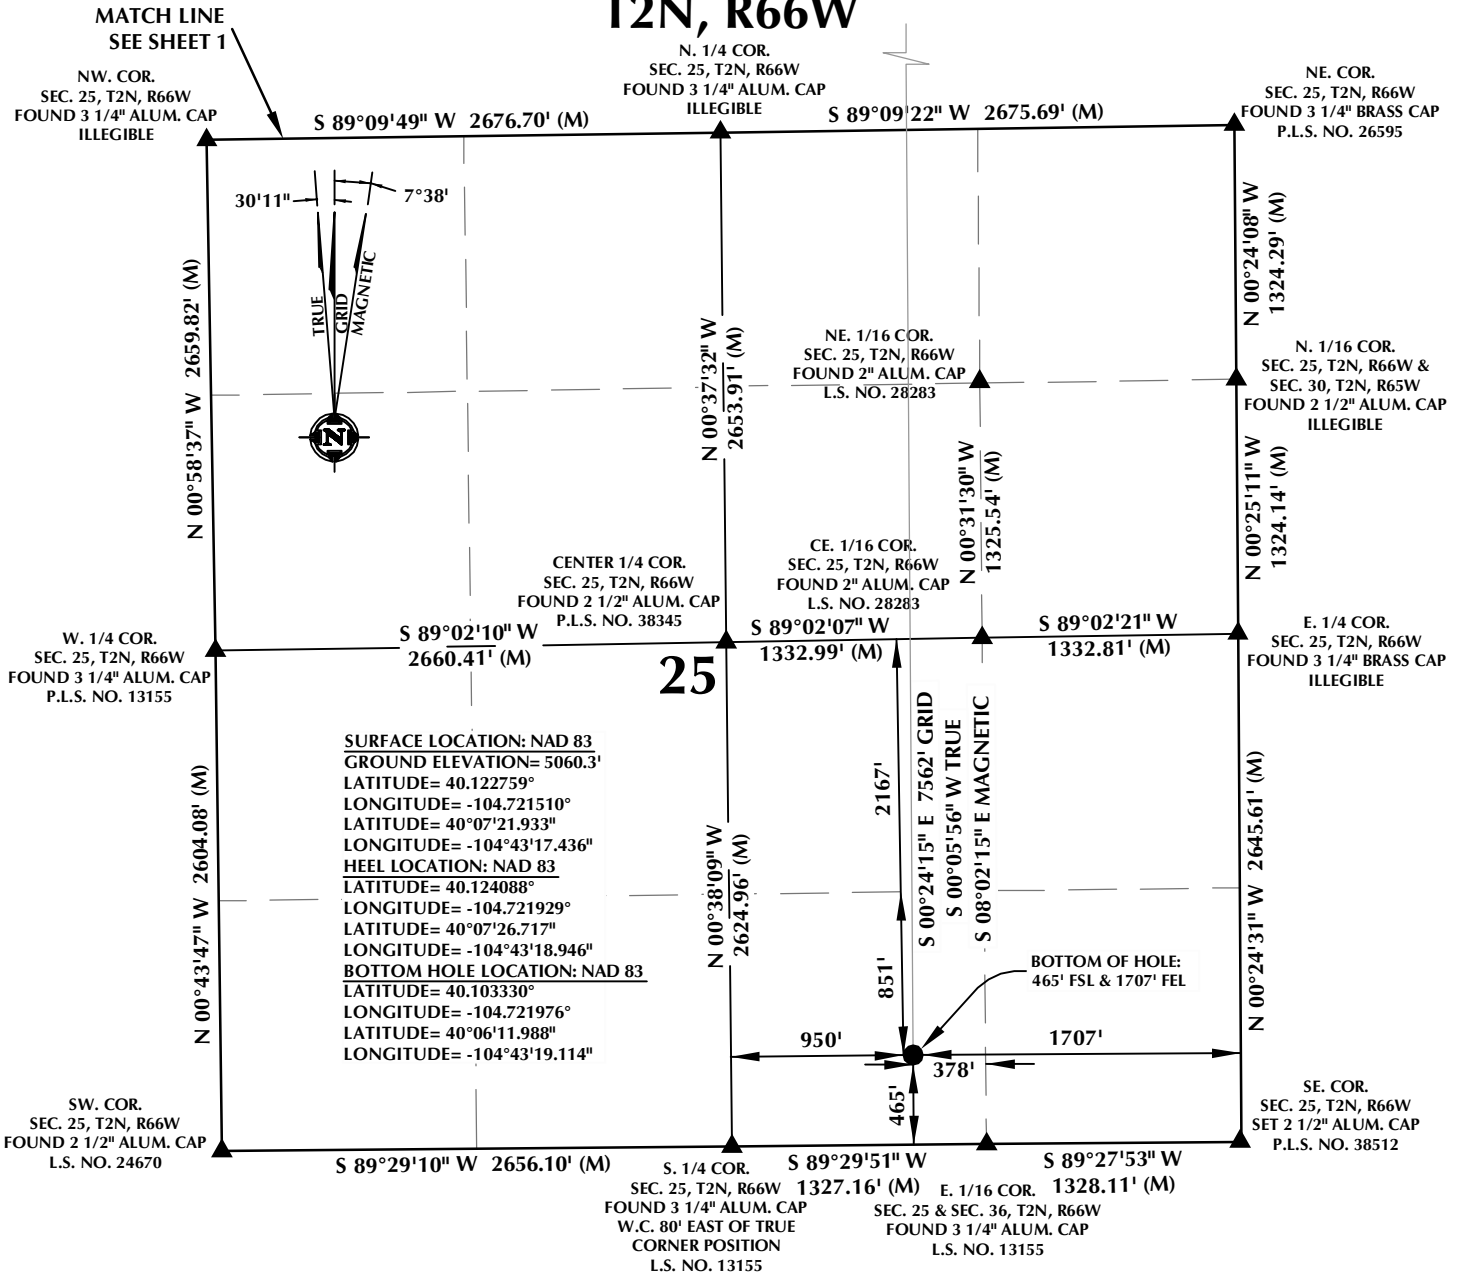 T2N, R66W
MATCH LINE
SEE SHEET 1
NW. COR.
SEC. 25, T2N, R66W
FOUND 3 1/4" ALUM. CAP
ILLEGIBLE
N. 1/4 COR.
SEC. 25, T2N, R66W
FOUND 3 1/4" ALUM. CAP
ILLEGIBLE
NE. COR.
SEC. 25, T2N, R66W
FOUND 3 1/4" BRASS CAP
P.L.S. NO. 26595
S 89°09'49" W 2676.70' (M)
S 89°09'22" W 2675.69' (M)
30'11"
7°38'
TRUE
GRID
MAGNETIC
N
N 00°58'37" W 2659.82' (M)
N 00°37'32" W
2653.91' (M)
N 00°24'08" W
1324.29' (M)
NE. 1/16 COR.
SEC. 25, T2N, R66W
FOUND 2" ALUM. CAP
L.S. NO. 28283
N. 1/16 COR.
SEC. 25, T2N, R66W &
SEC. 30, T2N, R65W
FOUND 2 1/2" ALUM. CAP
ILLEGIBLE
N 00°31'30" W
1325.54' (M)
N 00°25'11" W
1324.14' (M)
CENTER 1/4 COR.
SEC. 25, T2N, R66W
FOUND 2 1/2" ALUM. CAP
P.L.S. NO. 38345
CE. 1/16 COR.
SEC. 25, T2N, R66W
FOUND 2" ALUM. CAP
L.S. NO. 28283
W. 1/4 COR.
SEC. 25, T2N, R66W
FOUND 3 1/4" ALUM. CAP
P.L.S. NO. 13155
S 89°02'10" W
2660.41' (M)
S 89°02'07" W
1332.99' (M)
S 89°02'21" W
1332.81' (M)
E. 1/4 COR.
SEC. 25, T2N, R66W
FOUND 3 1/4" BRASS CAP
ILLEGIBLE
25
SURFACE LOCATION: NAD 83
GROUND ELEVATION= 5060.3'
LATITUDE= 40.122759°
LONGITUDE= -104.721510°
LATITUDE= 40°07'21.933"
LONGITUDE= -104°43'17.436"
HEEL LOCATION: NAD 83
LATITUDE= 40.124088°
LONGITUDE= -104.721929°
LATITUDE= 40°07'26.717"
LONGITUDE= -104°43'18.946"
BOTTOM HOLE LOCATION: NAD 83
LATITUDE= 40.103330°
LONGITUDE= -104.721976°
LATITUDE= 40°06'11.988"
LONGITUDE= -104°43'19.114"
N 00°43'47" W 2604.08' (M)
N 00°38'09" W
2624.96' (M)
2167'
851'
S 00°24'15" E 7562' GRID
S 00°05'56" W TRUE
S 08°02'15" E MAGNETIC
N 00°24'31" W 2645.61' (M)
BOTTOM OF HOLE:
465' FSL & 1707' FEL
950'
1707'
378'
465'
SW. COR.
SEC. 25, T2N, R66W
FOUND 2 1/2" ALUM. CAP
L.S. NO. 24670
SE. COR.
SEC. 25, T2N, R66W
SET 2 1/2" ALUM. CAP
P.L.S. NO. 38512
S 89°29'10" W 2656.10' (M)
S. 1/4 COR.
SEC. 25, T2N, R66W
FOUND 3 1/4" ALUM. CAP
W.C. 80' EAST OF TRUE
CORNER POSITION
L.S. NO. 13155
S 89°29'51" W
1327.16' (M)
S 89°27'53" W
1328.11' (M)
E. 1/16 COR.
SEC. 25 & SEC. 36, T2N, R66W
FOUND 3 1/4" ALUM. CAP
L.S. NO. 13155